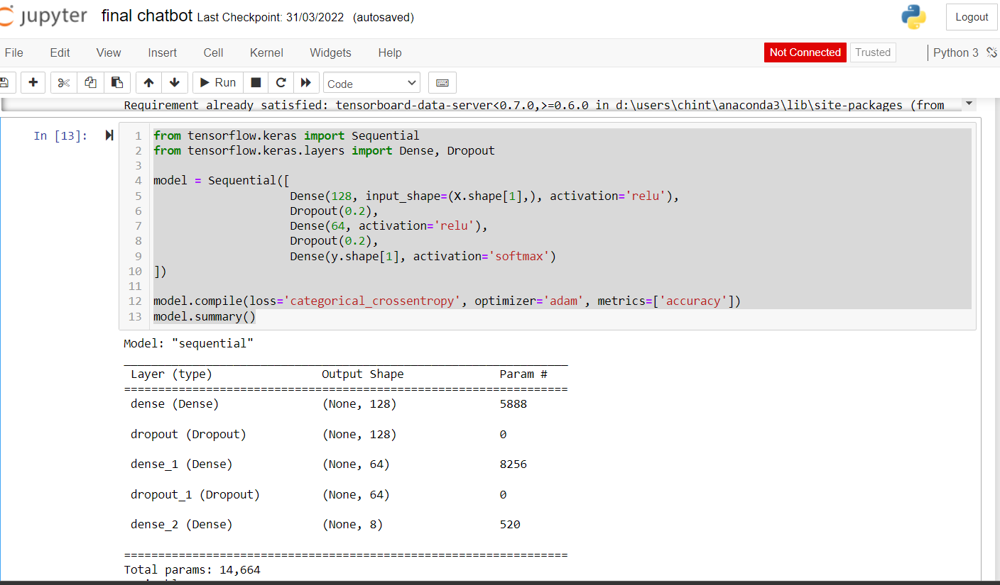 jupyter final chatbot Last Checkpoint: 31/03/2022 (autosaved) Logout
File Edit View Insert Cell Kernel Widgets Help Not Connected Trusted Python 3
Run Code
Requirement already satisfied: tensorboard-data-server<0.7.0,>=0.6.0 in d:\users\chint\anaconda3\lib\site-packages (from
In [13]:
1 from tensorflow.keras import Sequential
2 from tensorflow.keras.layers import Dense, Dropout
3
4 model = Sequential([
5 Dense(128, input_shape=(X.shape[1],), activation='relu'),
6 Dropout(0.2),
7 Dense(64, activation='relu'),
8 Dropout(0.2),
9 Dense(y.shape[1], activation='softmax')
10 ])
11
12 model.compile(loss='categorical_crossentropy', optimizer='adam', metrics=['accuracy'])
13 model.summary()
Model: "sequential"
_________________________________________________________________
Layer (type) Output Shape Param #
=================================================================
dense (Dense) (None, 128) 5888
dropout (Dropout) (None, 128) 0
dense_1 (Dense) (None, 64) 8256
dropout_1 (Dropout) (None, 64) 0
dense_2 (Dense) (None, 8) 520
=================================================================
Total params: 14,664